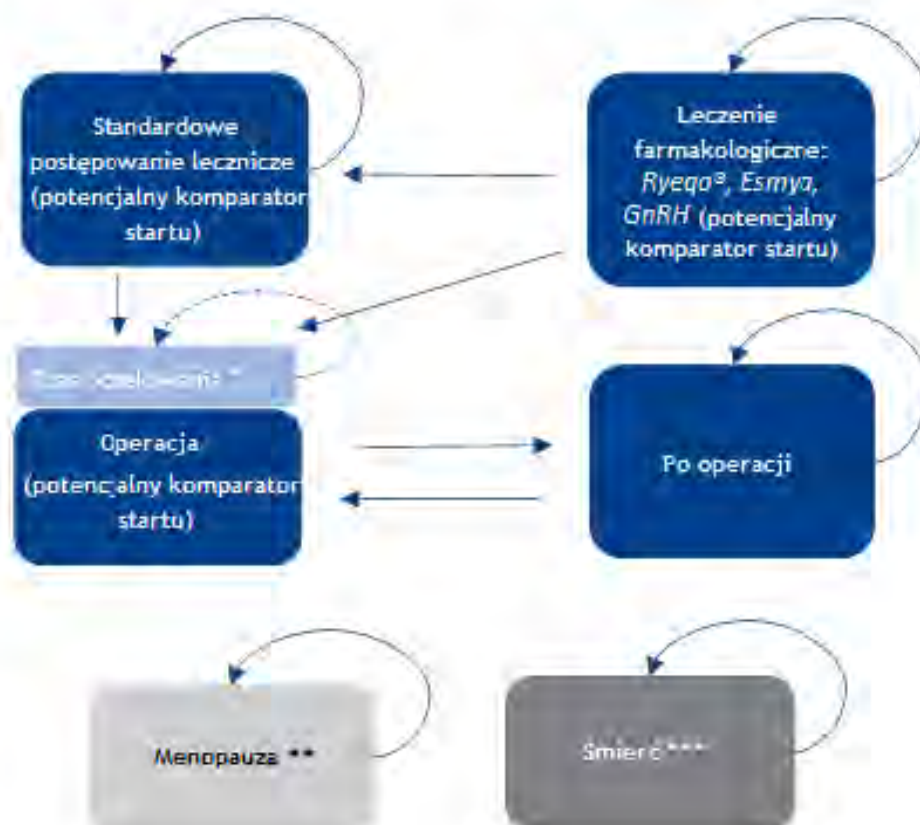 Standardowe
postępowanie lecznicze
(potencjalny komparator
startu)
Leczenie
farmakologiczne:
Ryeqo®, Esmya,
GnRH (potencjalny
komparator startu)
Operacja
(potencjalny komparator
startu)
Po operacji
Menopauza **
Śmierć ***